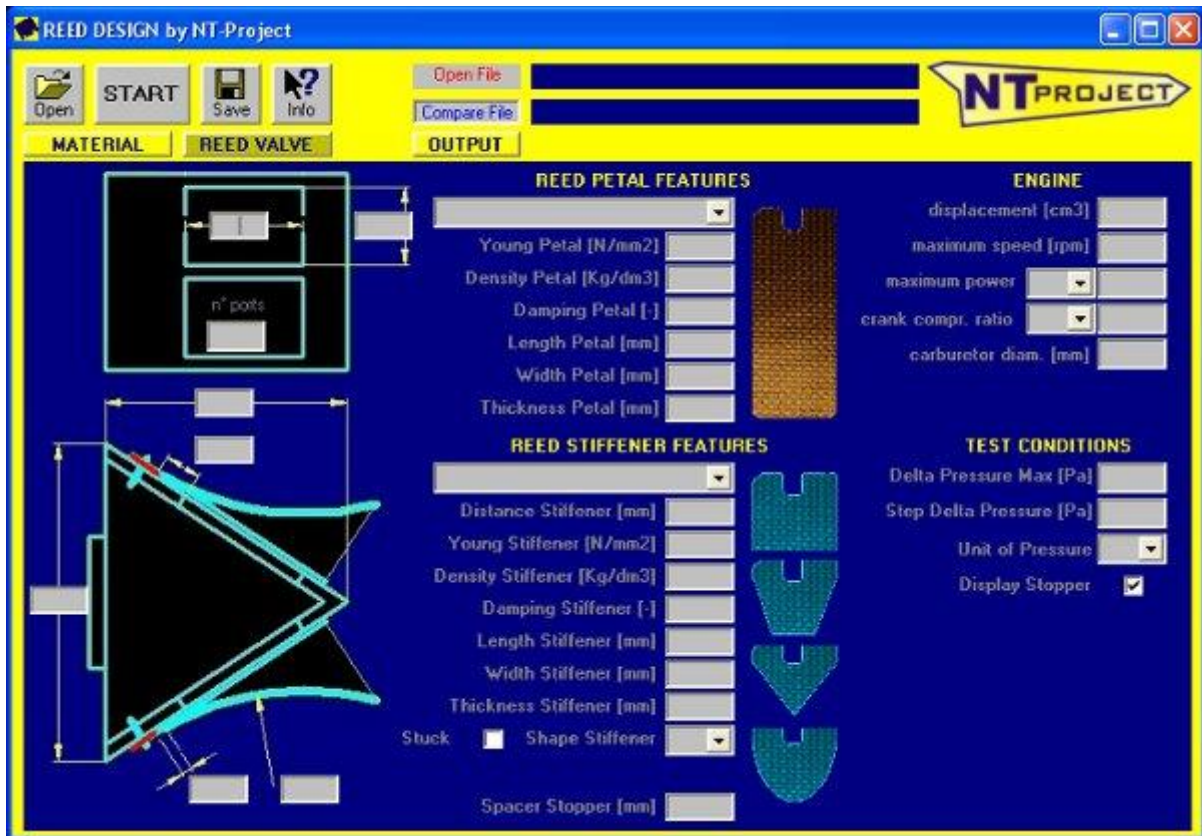 REED DESIGN by NT-Project
Open
START
Save
Info
Open File
Compare File
NT PROJECT
MATERIAL
REED VALVE
OUTPUT
n° ports
REED PETAL FEATURES
Young Petal [N/mm2]
Density Petal [Kg/dm3]
Damping Petal [-]
Length Petal [mm]
Width Petal [mm]
Thickness Petal [mm]
REED STIFFENER FEATURES
Distance Stiffener [mm]
Young Stiffener [N/mm2]
Density Stiffener [Kg/dm3]
Damping Stiffener [-]
Length Stiffener [mm]
Width Stiffener [mm]
Thickness Stiffener [mm]
Stuck Shape Stiffener
Spacer Stopper [mm]
ENGINE
displacement [cm3]
maximum speed [rpm]
maximum power
crank compr. ratio
carburetor diam. [mm]
TEST CONDITIONS
Delta Pressure Max [Pa]
Step Delta Pressure [Pa]
Unit of Pressure
Display Stopper